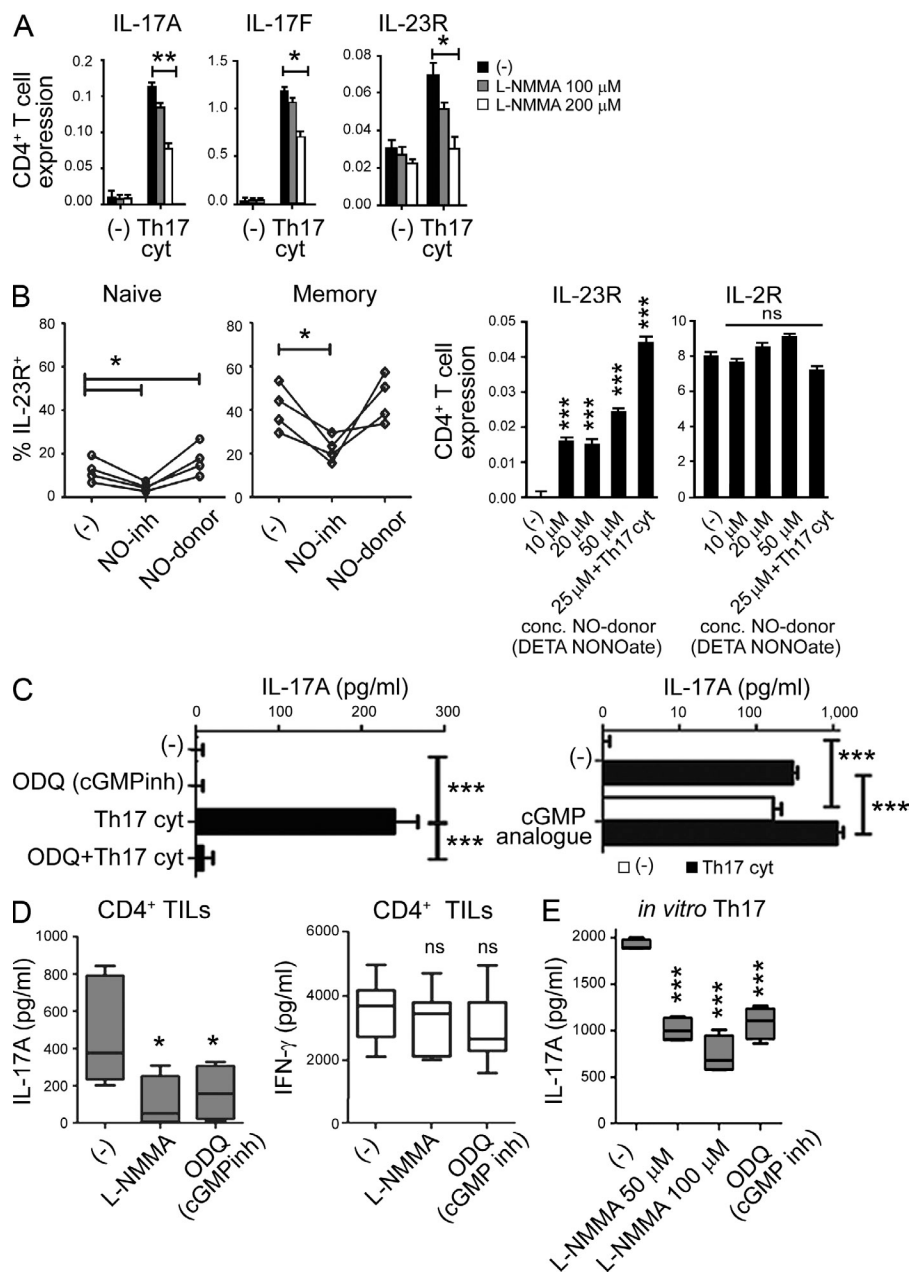 A
IL-17A
IL-17F
IL-23R
CD4+ T cell
expression
0.2
0.1
0.10
0.05
0.00
**
1.5
1.0
0.5
0.0
*
0.08
0.06
0.04
0.02
0.00
*
(-)
L-NMMA 100 µM
L-NMMA 200 µM
(-) Th17
cyt
(-) Th17
cyt
(-) Th17
cyt
B
Naive
Memory
% IL-23R+
80
60
40
20
0
*
80
60
40
20
0
*
(-)
NO-inh
NO-donor
(-)
NO-inh
NO-donor
IL-23R
IL-2R
CD4+ T cell
expression
0.05
0.04
0.03
0.02
0.01
0.00
***
***
***
***
10
8
6
4
2
0
ns
(-)
10 µM
20 µM
50 µM
25 µM+Th17 cyt
conc. NO-donor
(DETA NONOate)
(-)
10 µM
20 µM
50 µM
25 µM+Th17 cyt
conc. NO-donor
(DETA NONOate)
C
IL-17A (pg/ml)
0 100 200 300
(-)
ODQ (cGMPinh)
Th17 cyt
ODQ+Th17 cyt
***
***
IL-17A (pg/ml)
0 10 100 1,000
(-)
cGMP
analogue
***
***
(-) Th17 cyt
D
CD4+ TILs
IL-17A (pg/ml)
1000
800
600
400
200
0
*
*
(-)
L-NMMA
ODQ
(cGMPinh)
CD4+ TILs
IFN-γ (pg/ml)
6000
4000
2000
0
ns
ns
(-)
L-NMMA
ODQ
(cGMP inh)
E
in vitro Th17
IL-17A (pg/ml)
2000
1500
1000
500
0
***
***
***
(-)
L-NMMA 50 µM
L-NMMA 100 µM
ODQ
(cGMP inh)